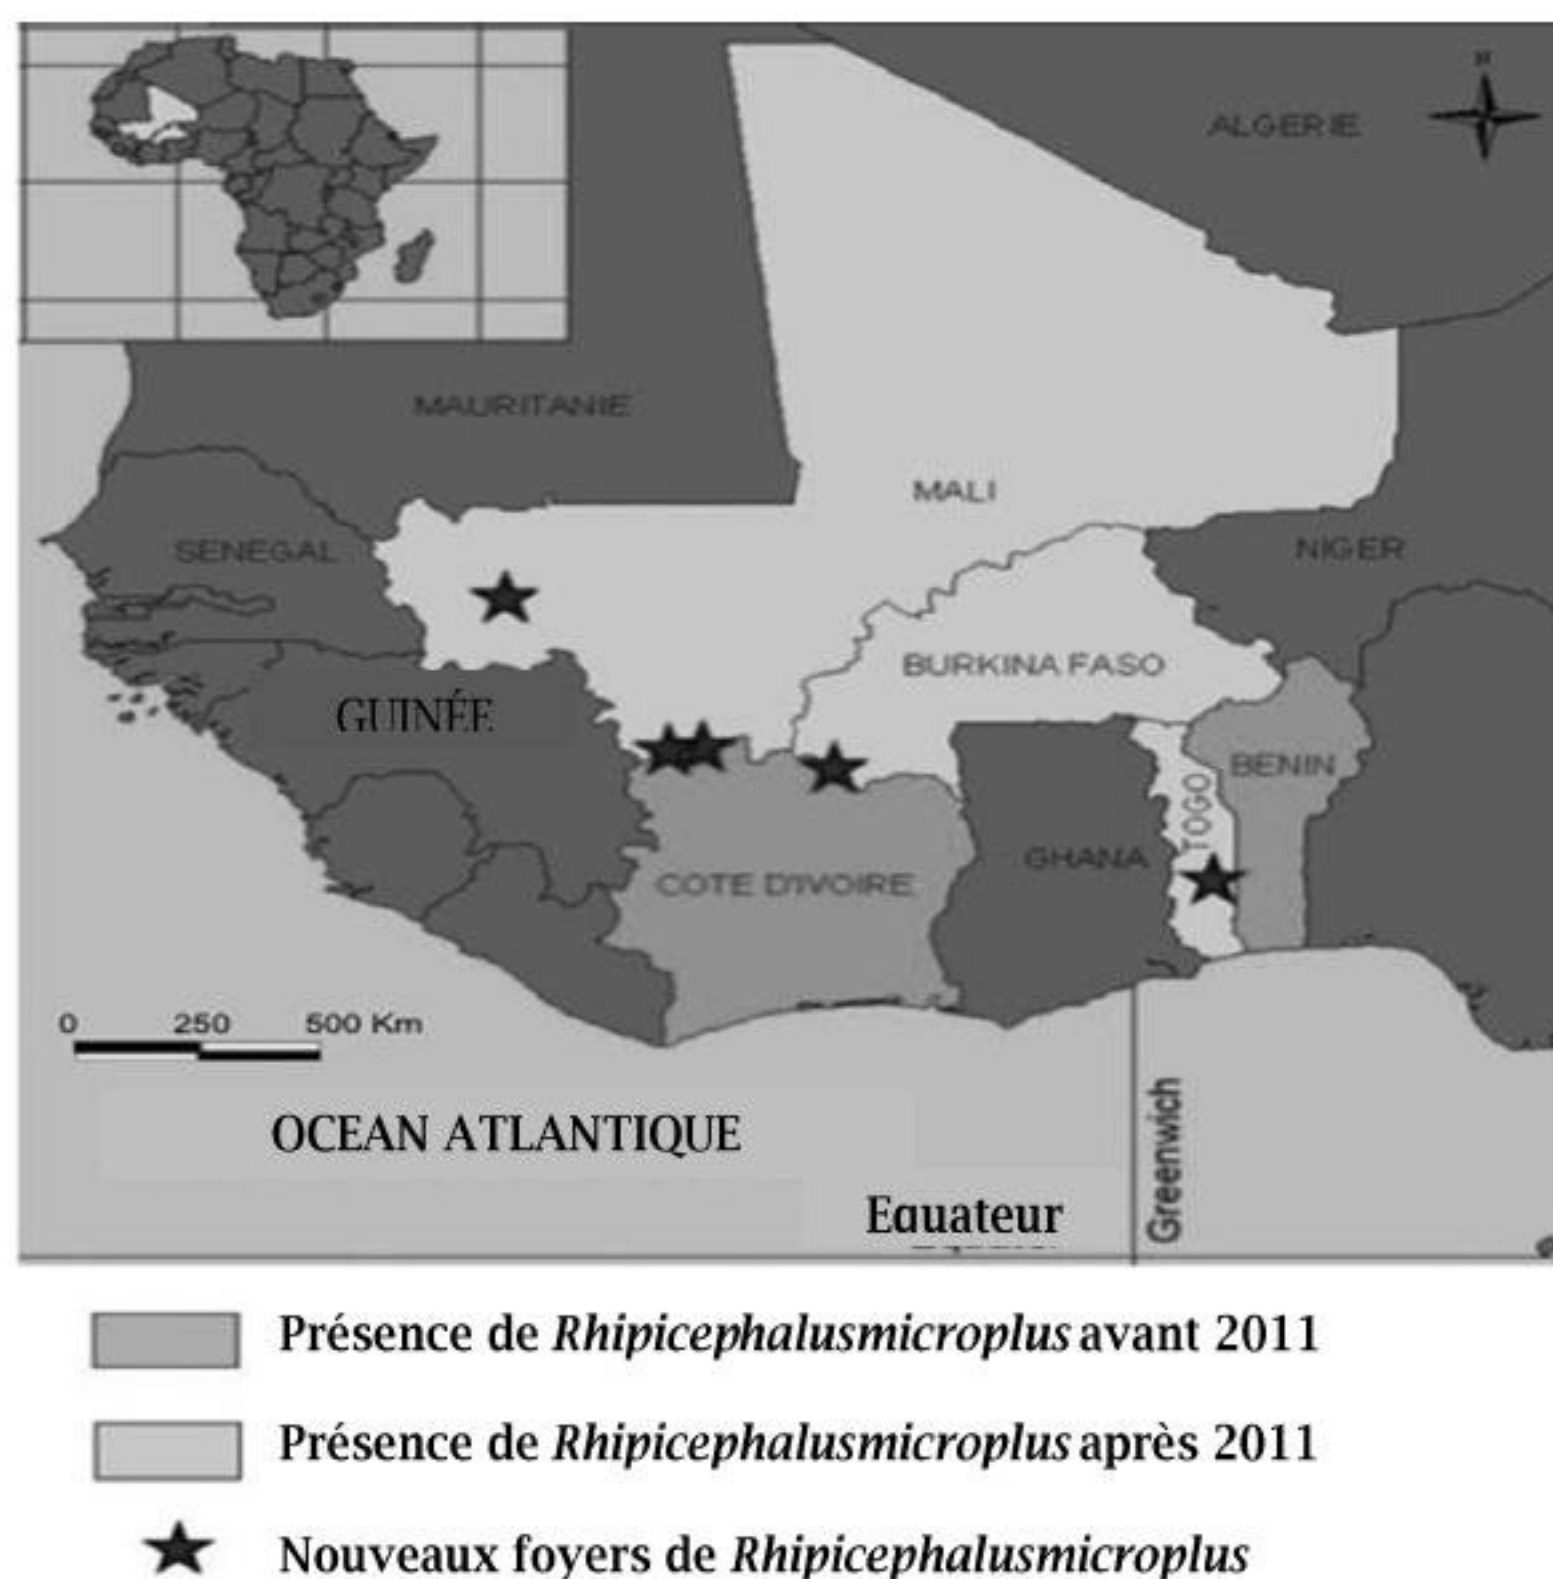 N
ALGERIE
MAURITANIE
MALI
SENEGAL
NIGER
BURKINA FASO
GUINÉE
BENIN
TOGO
GHANA
COTE D'IVOIRE
0 250 500 Km
OCEAN ATLANTIQUE
Greenwich
Equateur
Présence de Rhipicephalusmicroplus avant 2011
Présence de Rhipicephalusmicroplus après 2011
Nouveaux foyers de Rhipicephalusmicroplus